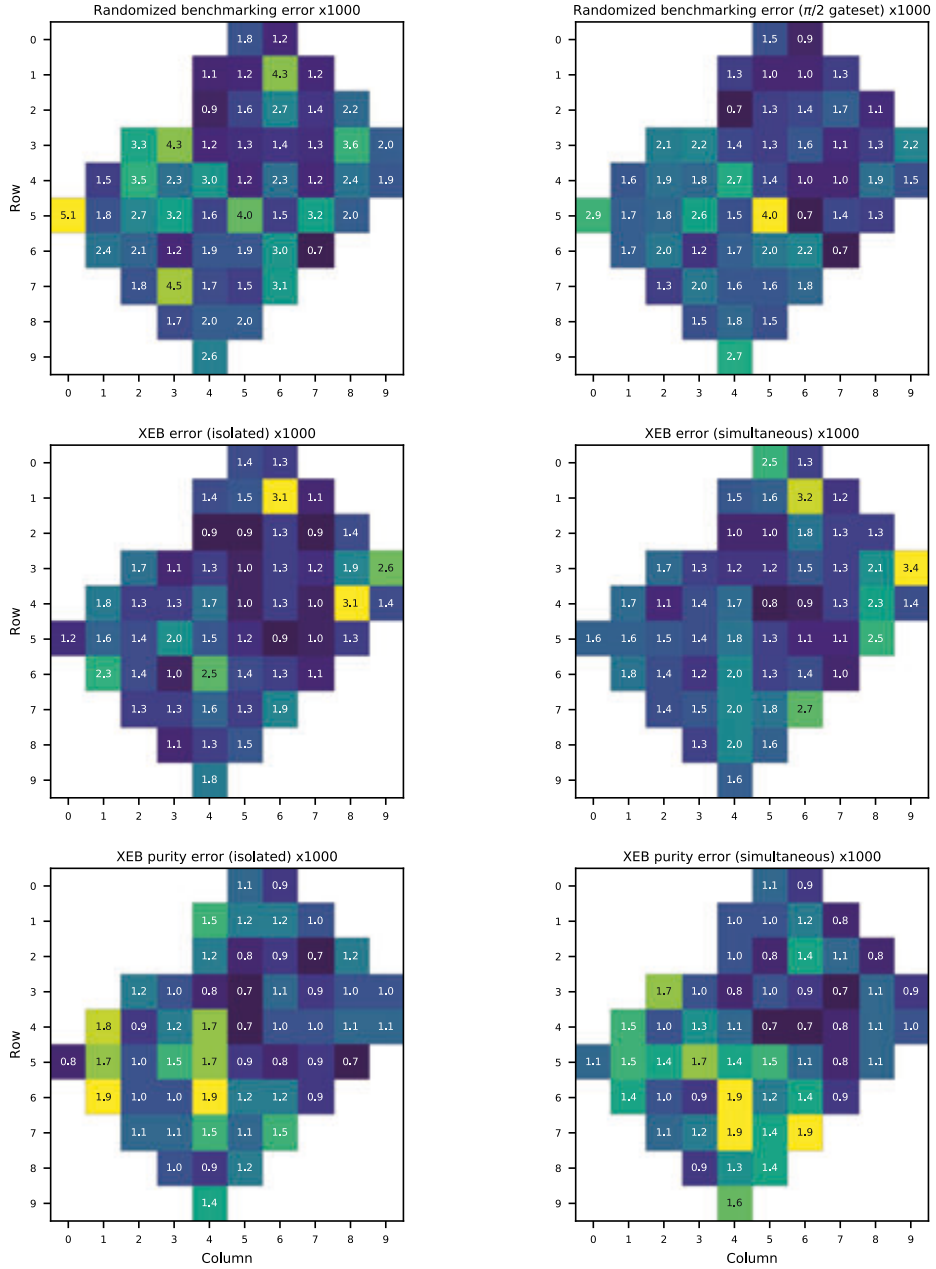 Randomized benchmarking error x1000
0 1.8 1.2
1 1.1 1.2 4.3 1.2
2 0.9 1.6 2.7 1.4 2.2
3 3.3 4.3 1.2 1.3 1.4 1.3 3.6 2.0
4 1.5 3.5 2.3 3.0 1.2 2.3 1.2 2.4 1.9
5 5.1 1.8 2.7 3.2 1.6 4.0 1.5 3.2 2.0
6 2.4 2.1 1.2 1.9 1.9 3.0 0.7
7 1.8 4.5 1.7 1.5 3.1
8 1.7 2.0 2.0
9 2.6
0 1 2 3 4 5 6 7 8 9
Row
Randomized benchmarking error (π/2 gateset) x1000
0 1.5 0.9
1 1.3 1.0 1.0 1.3
2 0.7 1.3 1.4 1.7 1.1
3 2.1 2.2 1.4 1.3 1.6 1.1 1.3 2.2
4 1.6 1.9 1.8 2.7 1.4 1.0 1.0 1.9 1.5
5 2.9 1.7 1.8 2.6 1.5 4.0 0.7 1.4 1.3
6 1.7 2.0 1.2 1.7 2.0 2.2 0.7
7 1.3 2.0 1.6 1.6 1.8
8 1.5 1.8 1.5
9 2.7
0 1 2 3 4 5 6 7 8 9
XEB error (isolated) x1000
0 1.4 1.3
1 1.4 1.5 3.1 1.1
2 0.9 0.9 1.3 0.9 1.4
3 1.7 1.1 1.3 1.0 1.3 1.2 1.9 2.6
4 1.8 1.3 1.3 1.7 1.0 1.3 1.0 3.1 1.4
5 1.2 1.6 1.4 2.0 1.5 1.2 0.9 1.0 1.3
6 2.3 1.4 1.0 2.5 1.4 1.3 1.1
7 1.3 1.3 1.6 1.3 1.9
8 1.1 1.3 1.5
9 1.8
0 1 2 3 4 5 6 7 8 9
Row
XEB error (simultaneous) x1000
0 2.5 1.3
1 1.5 1.6 3.2 1.2
2 1.0 1.0 1.8 1.3 1.3
3 1.7 1.3 1.2 1.2 1.5 1.3 2.1 3.4
4 1.7 1.1 1.4 1.7 0.8 0.9 1.3 2.3 1.4
5 1.6 1.6 1.5 1.4 1.8 1.3 1.1 1.1 2.5
6 1.8 1.4 1.2 2.0 1.3 1.4 1.0
7 1.4 1.5 2.0 1.8 2.7
8 1.3 2.0 1.6
9 1.6
0 1 2 3 4 5 6 7 8 9
XEB purity error (isolated) x1000
0 1.1 0.9
1 1.5 1.2 1.2 1.0
2 1.2 0.8 0.9 0.7 1.2
3 1.2 1.0 0.8 0.7 1.1 0.9 1.0 1.0
4 1.8 0.9 1.2 1.7 0.7 1.0 1.0 1.1 1.1
5 0.8 1.7 1.0 1.5 1.7 0.9 0.8 0.9 0.7
6 1.9 1.0 1.0 1.9 1.2 1.2 0.9
7 1.1 1.1 1.5 1.1 1.5
8 1.0 0.9 1.2
9 1.4
0 1 2 3 4 5 6 7 8 9
Row
Column
XEB purity error (simultaneous) x1000
0 1.1 0.9
1 1.0 1.0 1.2 0.8
2 1.0 0.8 1.4 1.1 0.8
3 1.7 1.0 0.8 1.0 0.9 0.7 1.1 0.9
4 1.5 1.0 1.3 1.1 0.7 0.7 0.8 1.1 1.0
5 1.1 1.5 1.4 1.7 1.4 1.5 1.1 0.8 1.1
6 1.4 1.0 0.9 1.9 1.2 1.4 0.9
7 1.1 1.2 1.9 1.4 1.9
8 0.9 1.3 1.4
9 1.6
0 1 2 3 4 5 6 7 8 9
Column